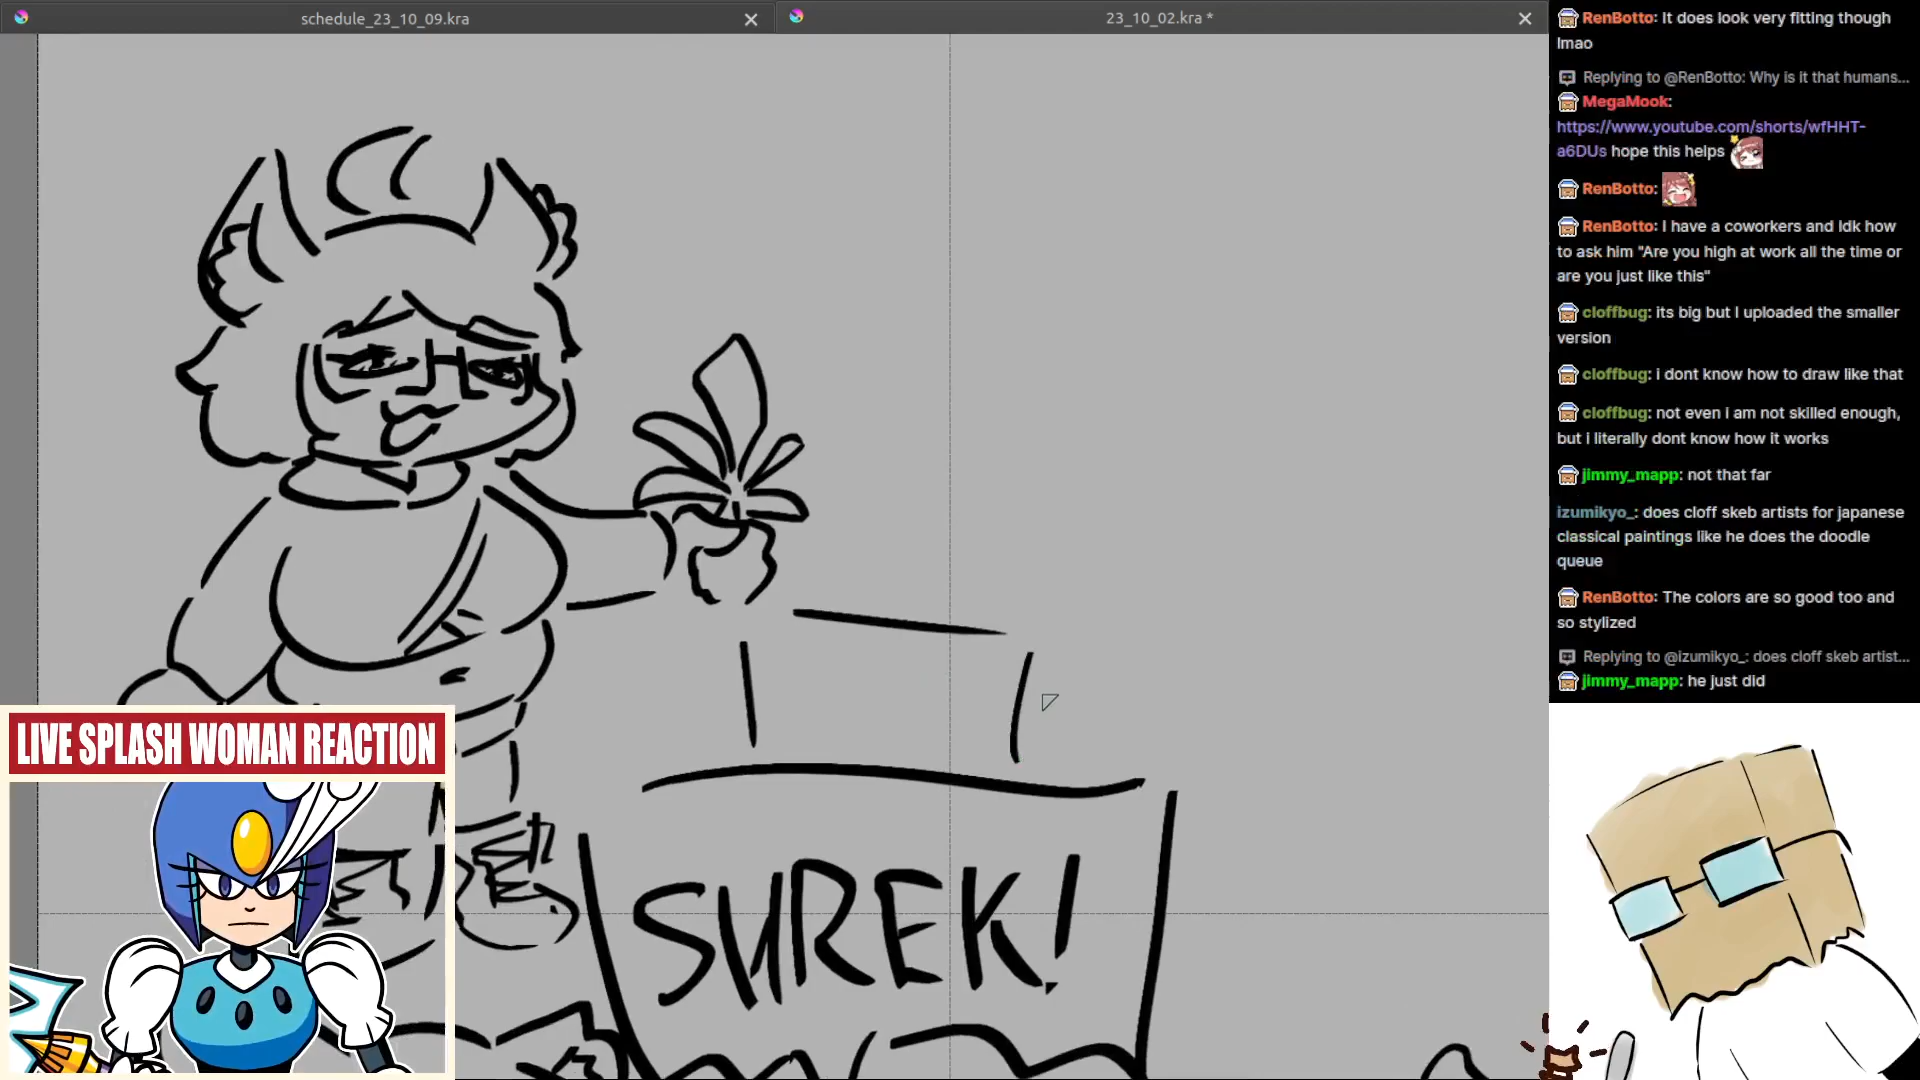 schedule_23_10_09.kra
23_10_02.kra *
RenBotto: It does look very fitting though
lmao
Replying to @RenBotto: Why is it that humans...
MegaMook:
https://www.youtube.com/shorts/wfHHT-
a6DUs hope this helps
RenBotto:
RenBotto: I have a coworkers and Idk how
to ask him "Are you high at work all the time or
are you just like this"
cloffbug: its big but I uploaded the smaller
version
cloffbug: i dont know how to draw like that
cloffbug: not even i am not skilled enough,
but i literally dont know how it works
jimmy_mapp: not that far
izumikyo_: does cloff skeb artists for japanese
classical paintings like he does the doodle
queue
RenBotto: The colors are so good too and
so stylized
Replying to @izumikyo_: does cloff skeb artist...
jimmy_mapp: he just did
LIVE SPLASH WOMAN REACTION
SHREK!